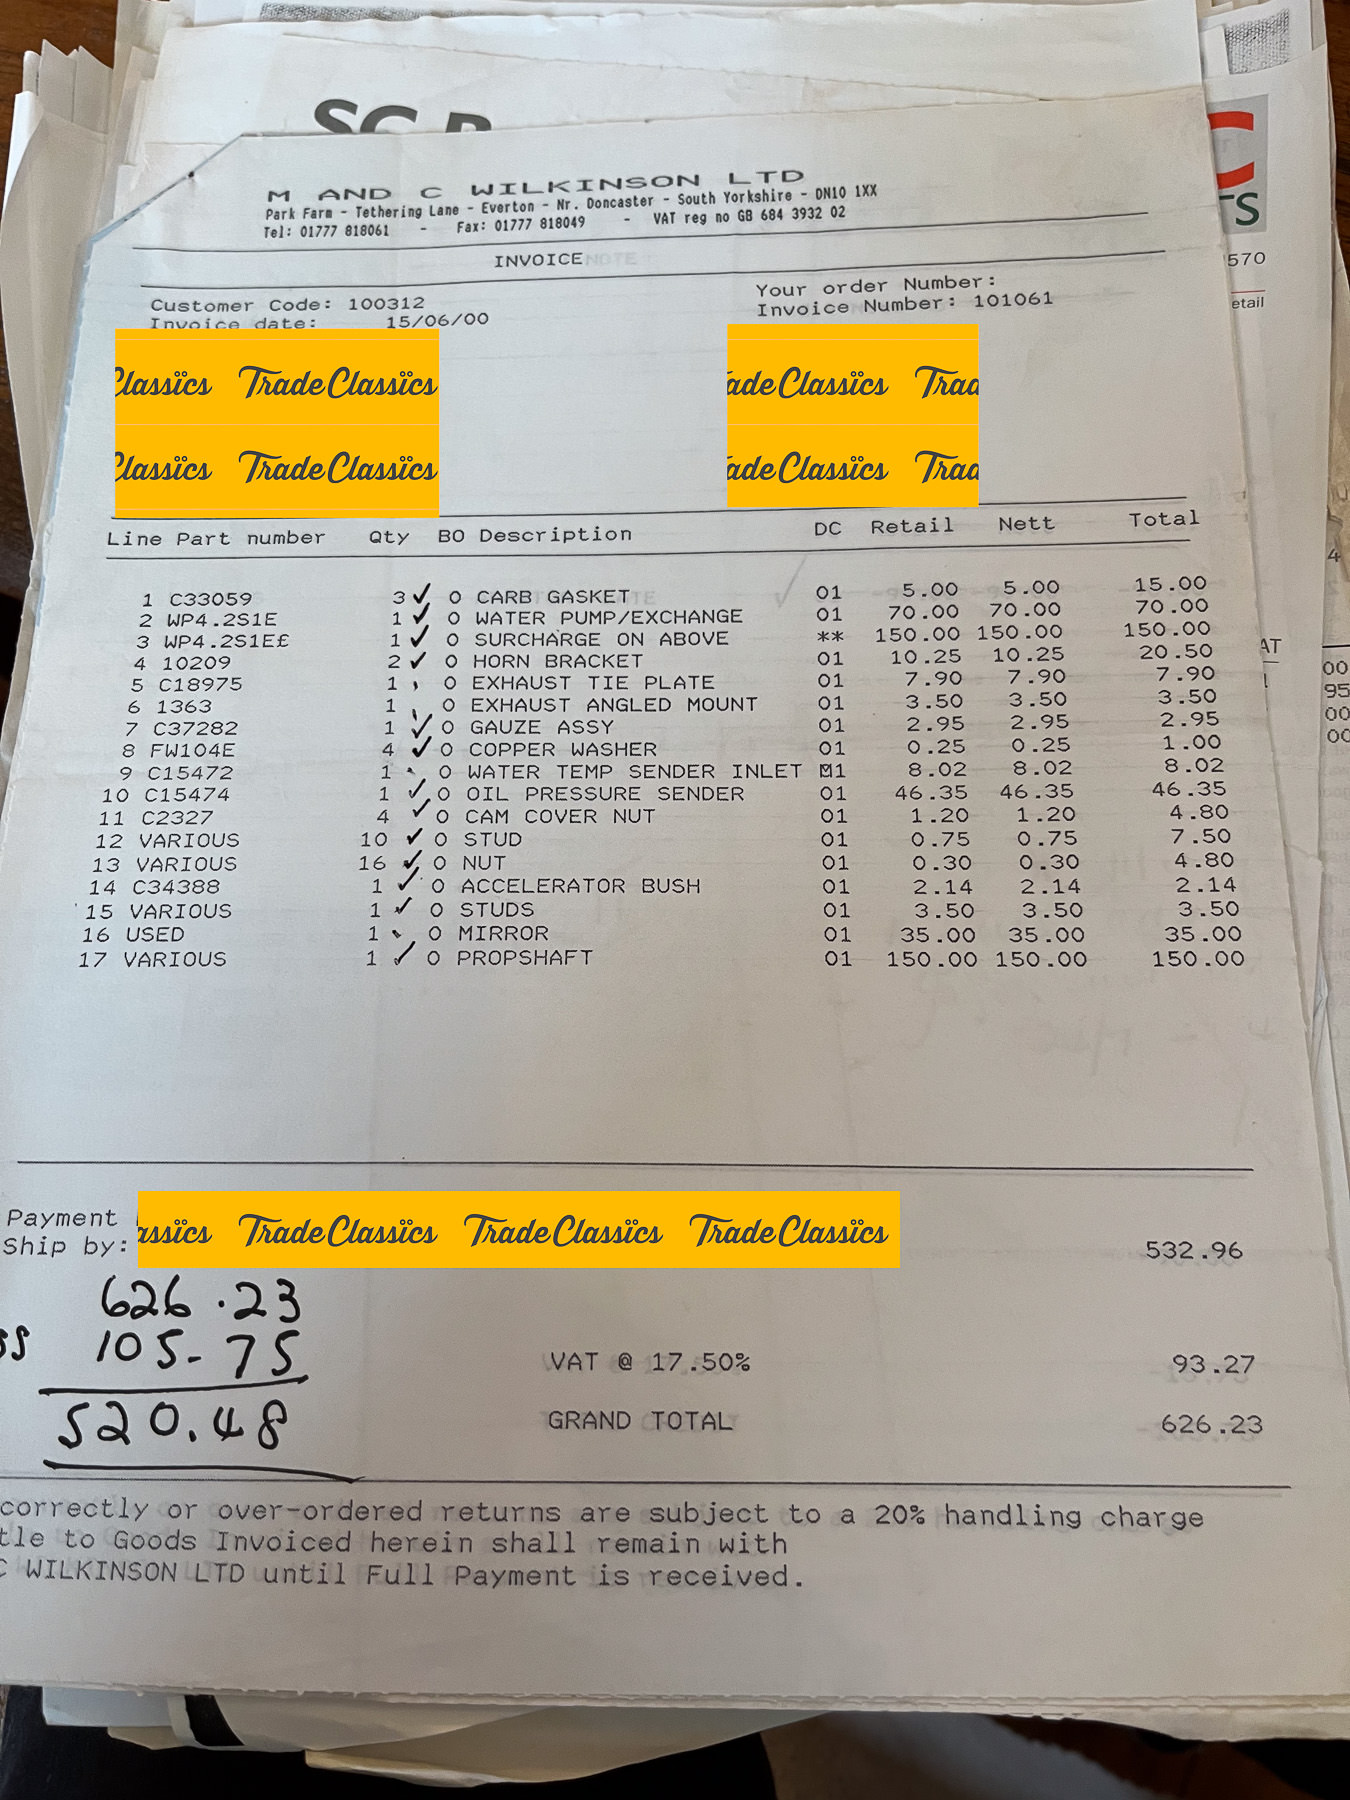 M AND C WILKINSON LTD
Park Farm - Tethering Lane - Everton - Nr. Doncaster - South Yorkshire - DN10 1XX
Tel: 01777 818061 - Fax: 01777 818049 - VAT reg no GB 684 3932 02
INVOICE
Customer Code: 100312
Invoice date: 15/06/00
Your order Number:
Invoice Number: 101061
Classics TradeClassics
Classics TradeClassics
adeClassics Trad
adeClassics Trad
Line Part number Qty BO Description DC Retail Nett Total
1 C33059 3 ✓ 0 CARB GASKET 01 5.00 5.00 15.00
2 WP4.2S1E 1 ✓ 0 WATER PUMP/EXCHANGE 01 70.00 70.00 70.00
3 WP4.2S1E£ 1 ✓ 0 SURCHARGE ON ABOVE ** 150.00 150.00 150.00
4 10209 2 ✓ 0 HORN BRACKET 01 10.25 10.25 20.50
5 C18975 1 0 EXHAUST TIE PLATE 01 7.90 7.90 7.90
6 1363 1 0 EXHAUST ANGLED MOUNT 01 3.50 3.50 3.50
7 C37282 1 ✓ 0 GAUZE ASSY 01 2.95 2.95 2.95
8 FW104E 4 ✓ 0 COPPER WASHER 01 0.25 0.25 1.00
9 C15472 1 0 WATER TEMP SENDER INLET 1 8.02 8.02 8.02
10 C15474 1 ✓ 0 OIL PRESSURE SENDER 01 46.35 46.35 46.35
11 C2327 4 ✓ 0 CAM COVER NUT 01 1.20 1.20 4.80
12 VARIOUS 10 ✓ 0 STUD 01 0.75 0.75 7.50
13 VARIOUS 16 ✓ 0 NUT 01 0.30 0.30 4.80
14 C34388 1 ✓ 0 ACCELERATOR BUSH 01 2.14 2.14 2.14
15 VARIOUS 1 ✓ 0 STUDS 01 3.50 3.50 3.50
16 USED 1 0 MIRROR 01 35.00 35.00 35.00
17 VARIOUS 1 ✓ 0 PROPSHAFT 01 150.00 150.00 150.00
Payment
Ship by:
assics TradeClassics TradeClassics TradeClassics
532.96
626.23
105-75
520.48
VAT @ 17.50% 93.27
GRAND TOTAL 626.23
correctly or over-ordered returns are subject to a 20% handling charge
tle to Goods Invoiced herein shall remain with
C WILKINSON LTD until Full Payment is received.
TS
570
etail
4
AT
00
95
00
00